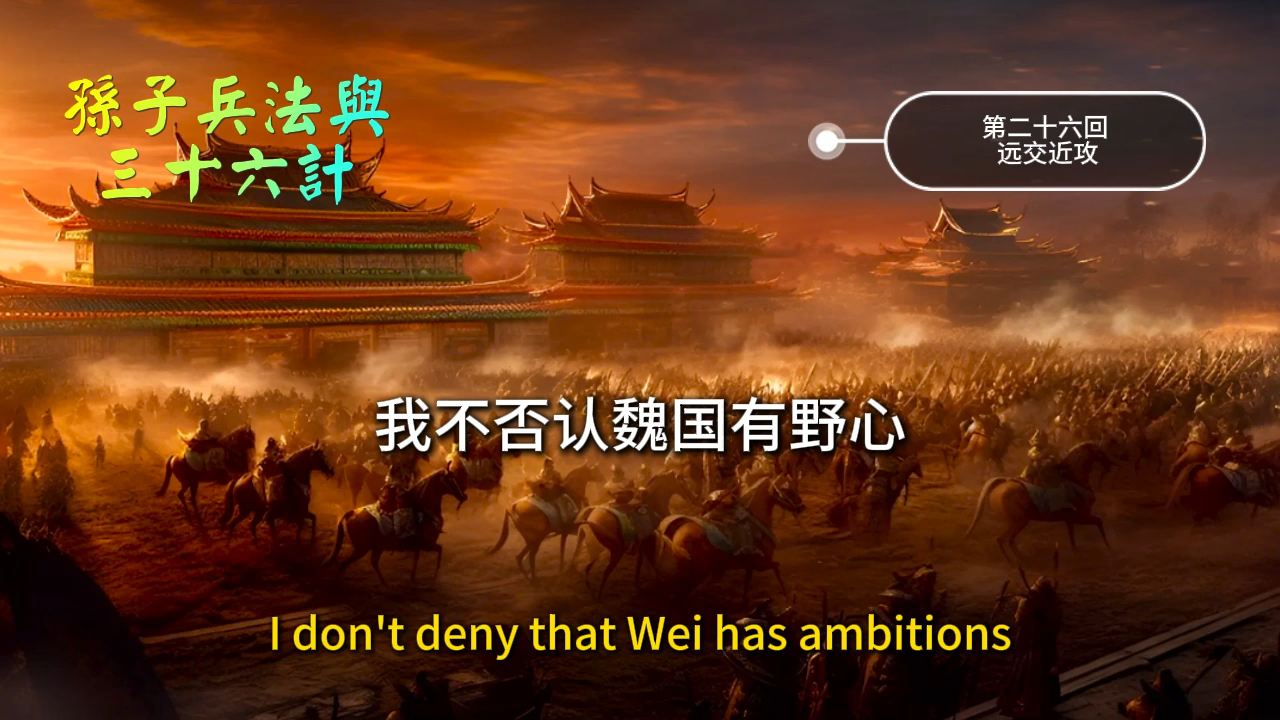 孫子兵法與
三十六計
第二十六回
远交近攻
我不否认魏国有野心
I don't deny that Wei has ambitions